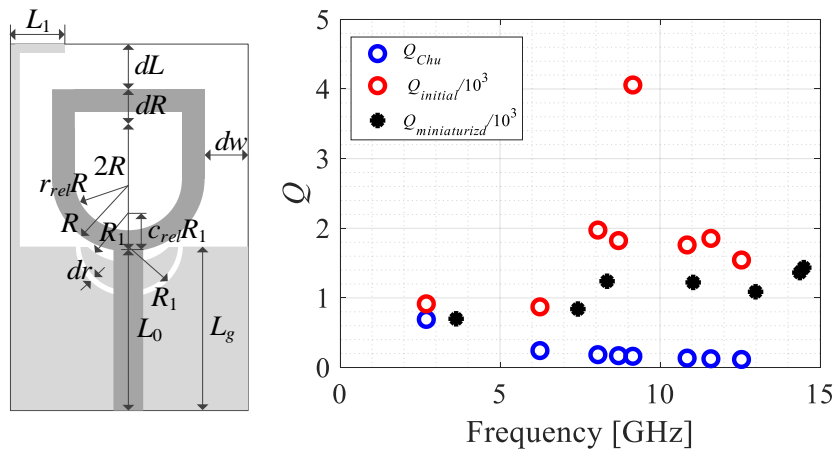 L1
dL
dR
dw
2R
rrelR
R
R1
crelR1
dr
R1
L0
Lg
5
4
3
2
1
0
Q
QChu
Qinitial/10^3
Qminiaturizd/10^3
0
5
10
15
Frequency [GHz]